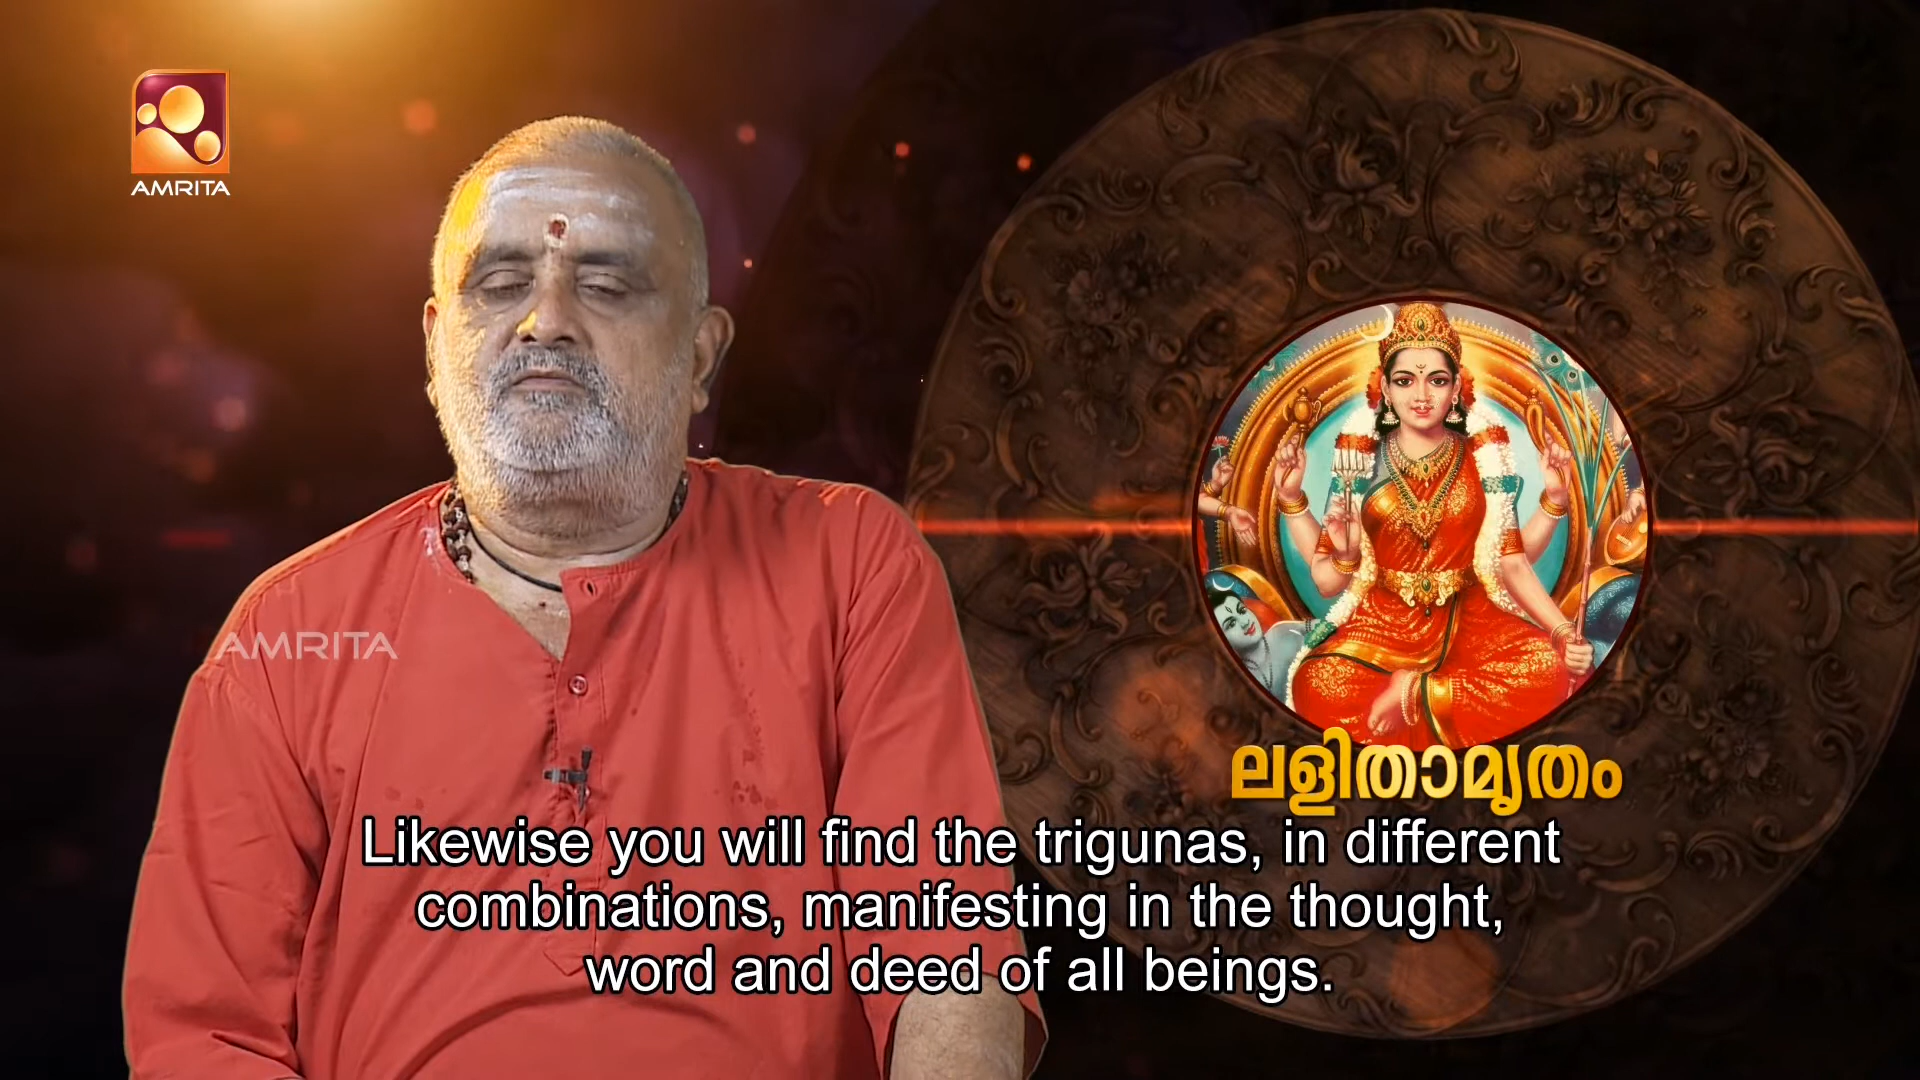 AMRITA
AMRITA
ലളിതാമൃതം
Likewise you will find the trigunas, in different
combinations, manifesting in the thought,
word and deed of all beings.